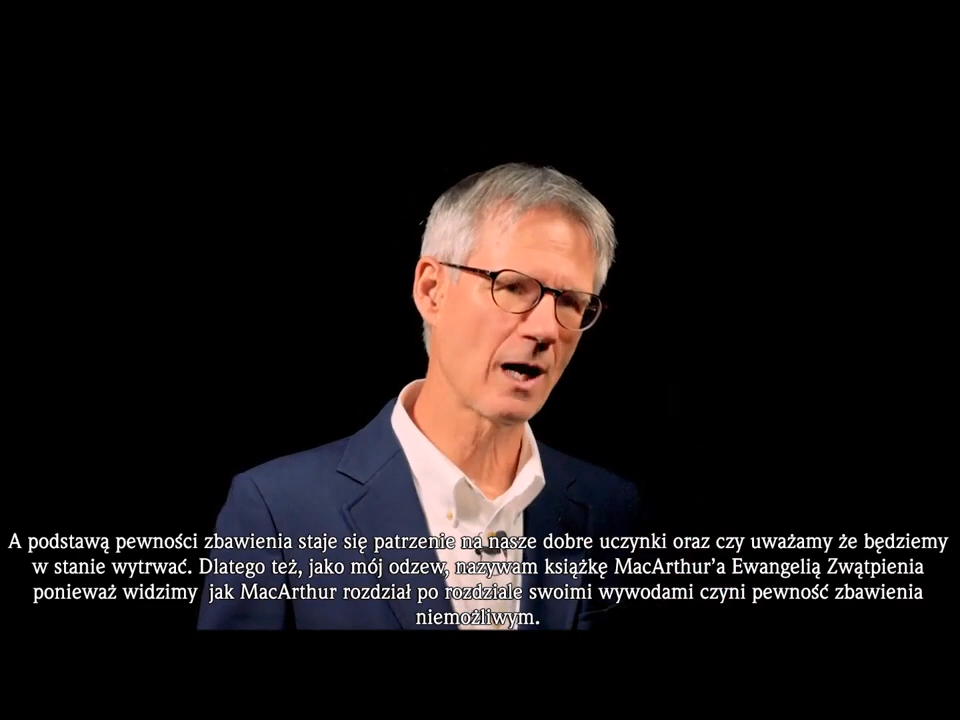 A podstawą pewności zbawienia staje się patrzenie na nasze dobre uczynki oraz czy uważamy że będziemy
w stanie wytrwać. Dlatego też, jako mój odzew, nazywam książkę MacArthur'a Ewangelią Zwątpienia
ponieważ widzimy jak MacArthur rozdział po rozdziale swoimi wywodami czyni pewność zbawienia
niemożliwym.